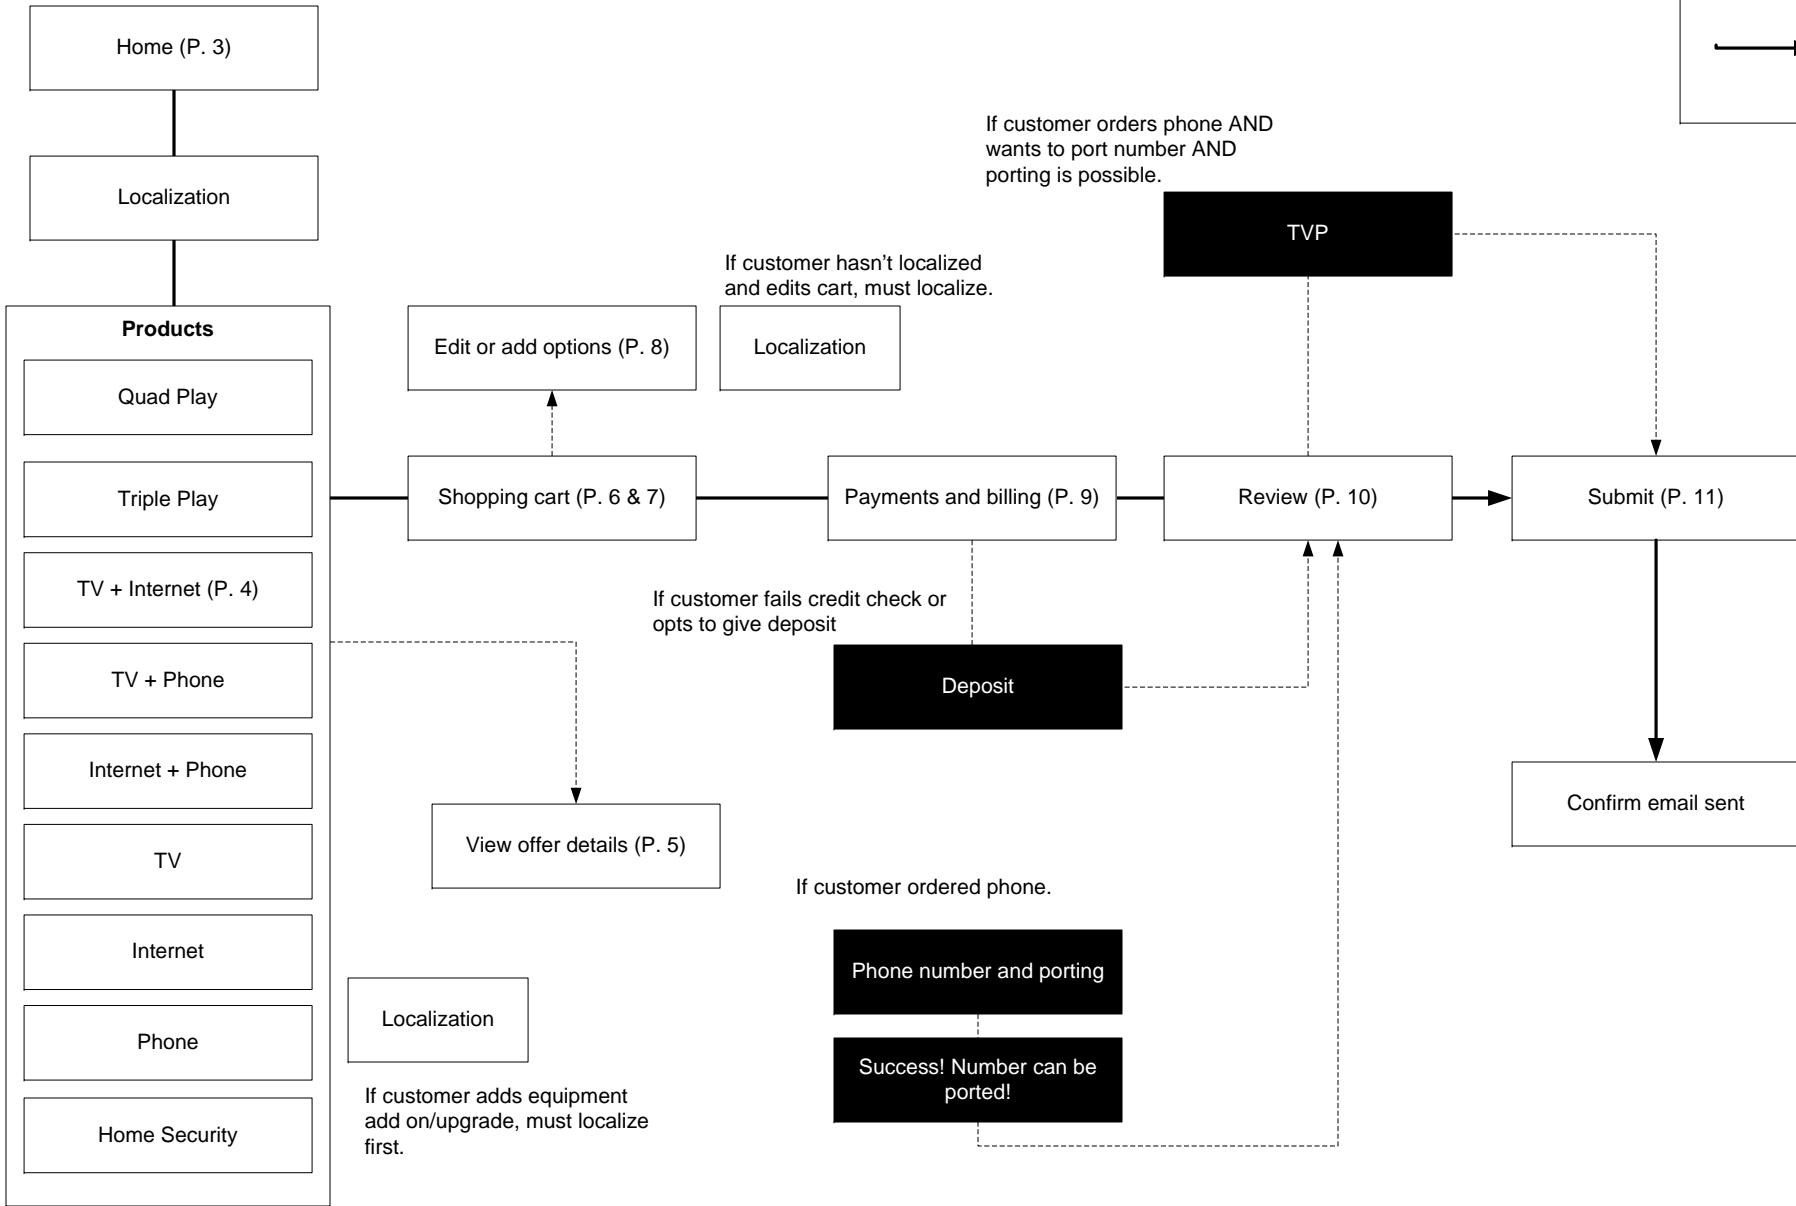 Home (P. 3)
Localization
Products
Quad Play
Triple Play
TV + Internet (P. 4)
TV + Phone
Internet + Phone
TV
Internet
Phone
Home Security
Edit or add options (P. 8)
If customer hasn't localized
and edits cart, must localize.
Localization
Shopping cart (P. 6 & 7)
View offer details (P. 5)
Localization
If customer adds equipment
add on/upgrade, must localize
first.
Payments and billing (P. 9)
If customer fails credit check or
opts to give deposit
Deposit
If customer ordered phone.
Phone number and porting
Success! Number can be
ported!
If customer orders phone AND
wants to port number AND
porting is possible.
TVP
Review (P. 10)
Submit (P. 11)
Confirm email sent